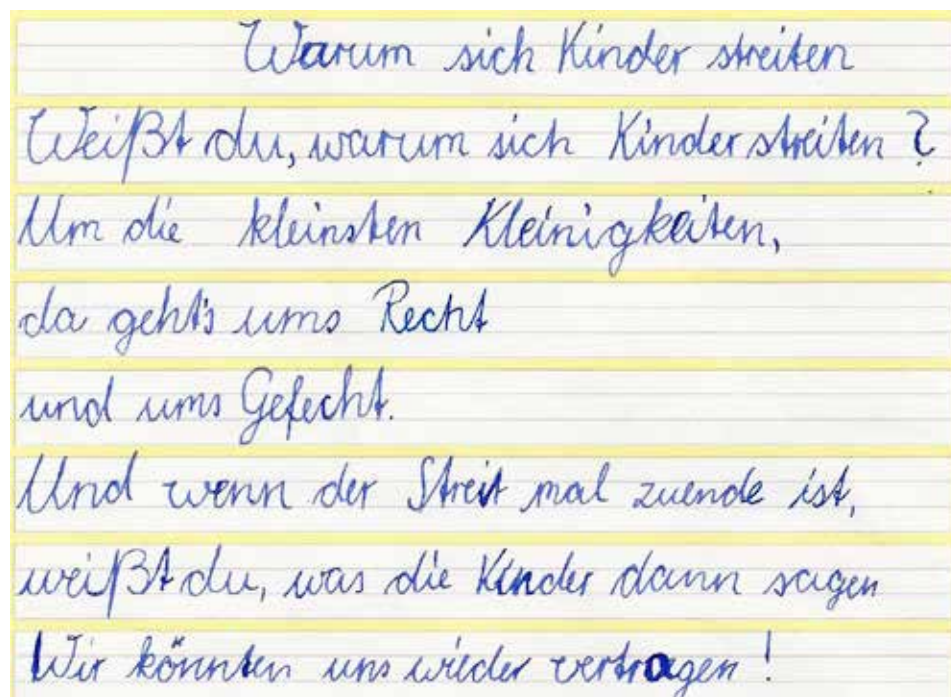 Warum sich Kinder streiten
Weißt du, warum sich Kinder streiten?
Um die kleinsten Kleinigkeiten,
da geht's ums Recht
und ums Gefecht.
Und wenn der Streit mal zuende ist,
weißt du, was die Kinder dann sagen
Wir könnten uns wieder vertragen!